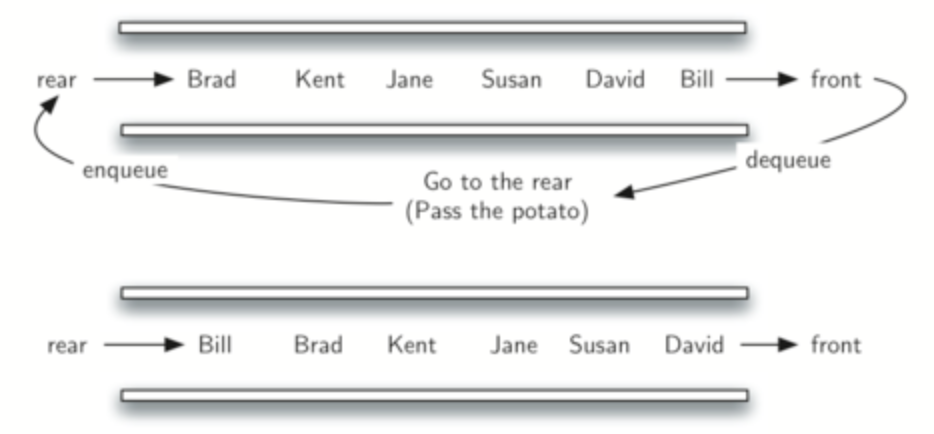 rear Brad Kent Jane Susan David Bill front
enqueue
dequeue
Go to the rear
(Pass the potato)
rear Bill Brad Kent Jane Susan David front